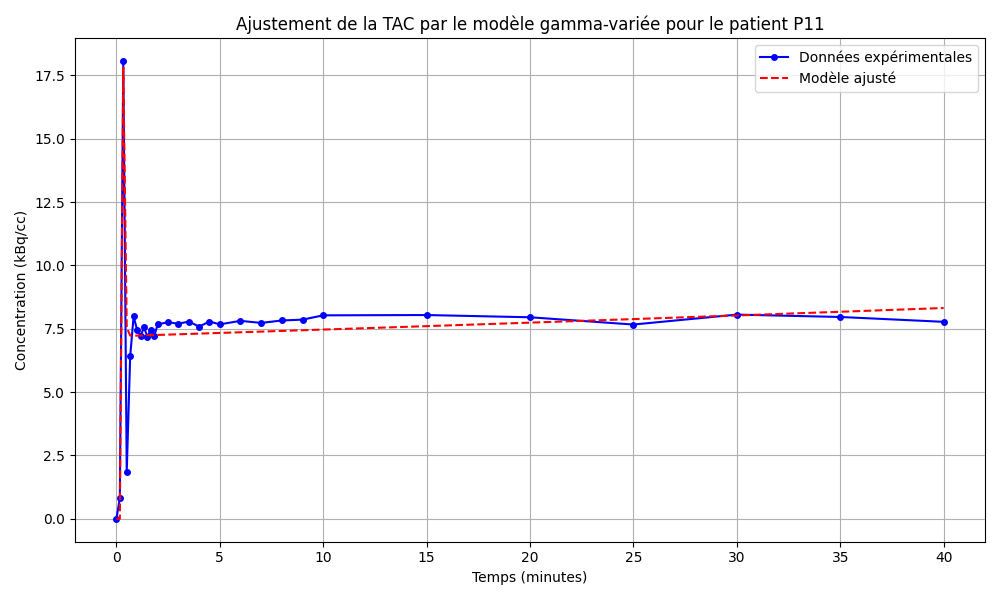 Ajustement de la TAC par le modèle gamma-variée pour le patient P11
Données expérimentales
Modèle ajusté
Concentration (kBq/cc)
17.5
15.0
12.5
10.0
7.5
5.0
2.5
0.0
0 5 10 15 20 25 30 35 40
Temps (minutes)